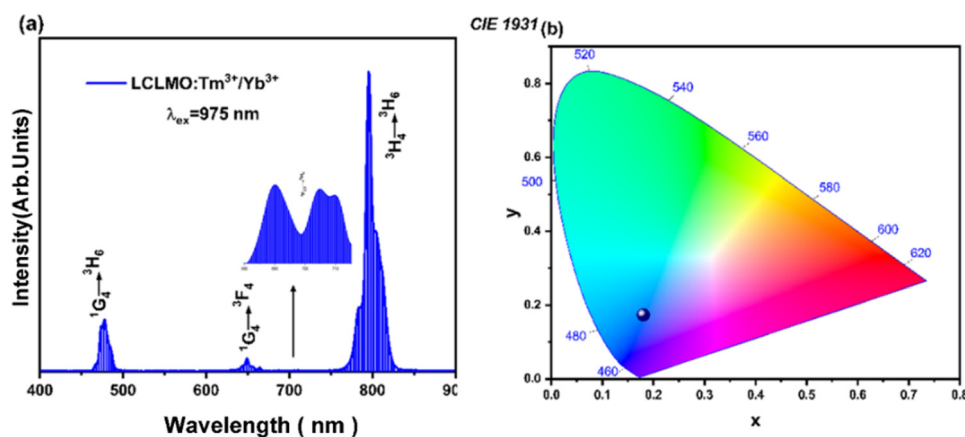 (a)
LCLMO:Tm³⁺/Yb³⁺
λex=975 nm
³H₆
³H₄
³H₆
¹G₄
³F₄
¹G₄
Intensity(Arb.Units)
400 500 600 700 800 90
Wavelength ( nm )
CIE 1931 (b)
520
540
560
580
600
620
500
480
460
y
0.8
0.6
0.4
0.2
0.0
0.0 0.1 0.2 0.3 0.4 0.5 0.6 0.7 0.8
x